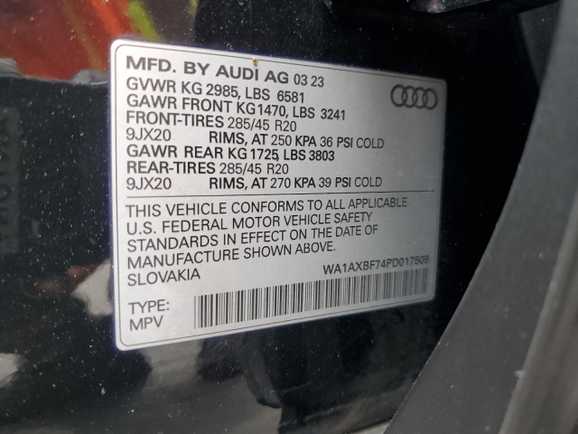 MFD. BY AUDI AG 03 23
GVWR KG 2985, LBS 6581
GAWR FRONT KG 1470, LBS 3241
FRONT-TIRES 285/45 R20
9JX20 RIMS, AT 250 KPA 36 PSI COLD
GAWR REAR KG 1725, LBS 3803
REAR-TIRES 285/45 R20
9JX20 RIMS, AT 270 KPA 39 PSI COLD
THIS VEHICLE CONFORMS TO ALL APPLICABLE
U.S. FEDERAL MOTOR VEHICLE SAFETY
STANDARDS IN EFFECT ON THE DATE OF
MANUFACTURE SHOWN ABOVE.
SLOVAKIA
TYPE:
MPV